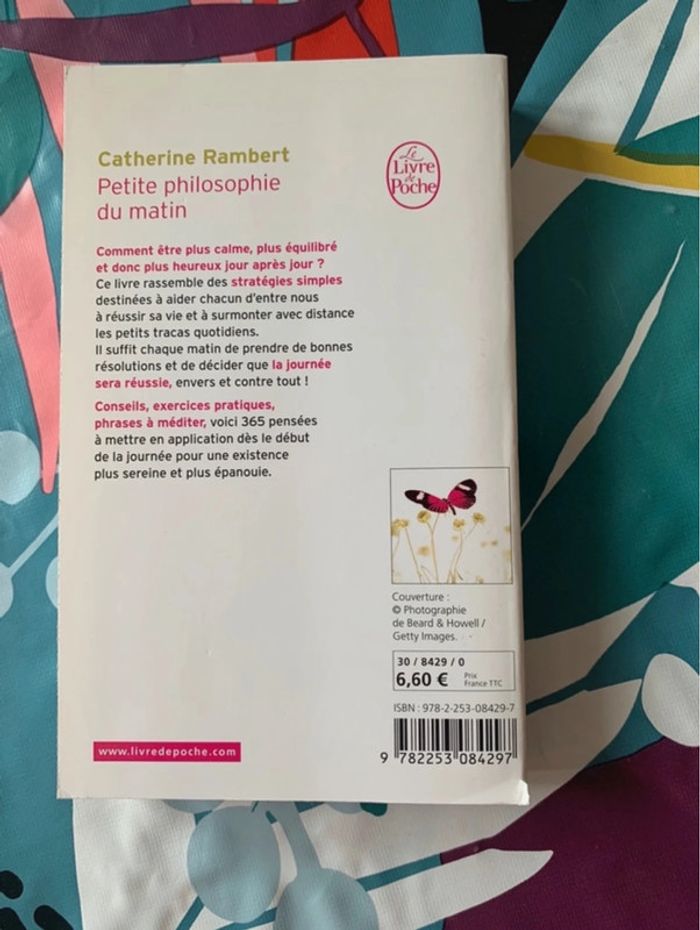 Catherine Rambert
Petite philosophie
du matin
Le
Livre
de
Poche
Comment être plus calme, plus équilibré
et donc plus heureux jour après jour ?
Ce livre rassemble des stratégies simples
destinées à aider chacun d'entre nous
à réussir sa vie et à surmonter avec distance
les petits tracas quotidiens.
Il suffit chaque matin de prendre de bonnes
résolutions et de décider que la journée
sera réussie, envers et contre tout !
Conseils, exercices pratiques,
phrases à méditer, voici 365 pensées
à mettre en application dès le début
de la journée pour une existence
plus sereine et plus épanouie.
Couverture :
© Photographie
de Beard & Howell /
Getty Images.
30 / 8429 / 0
6,60 € Prix
France TTC
ISBN : 978-2-253-08429-7
9 782253 084297
www.livredepoche.com